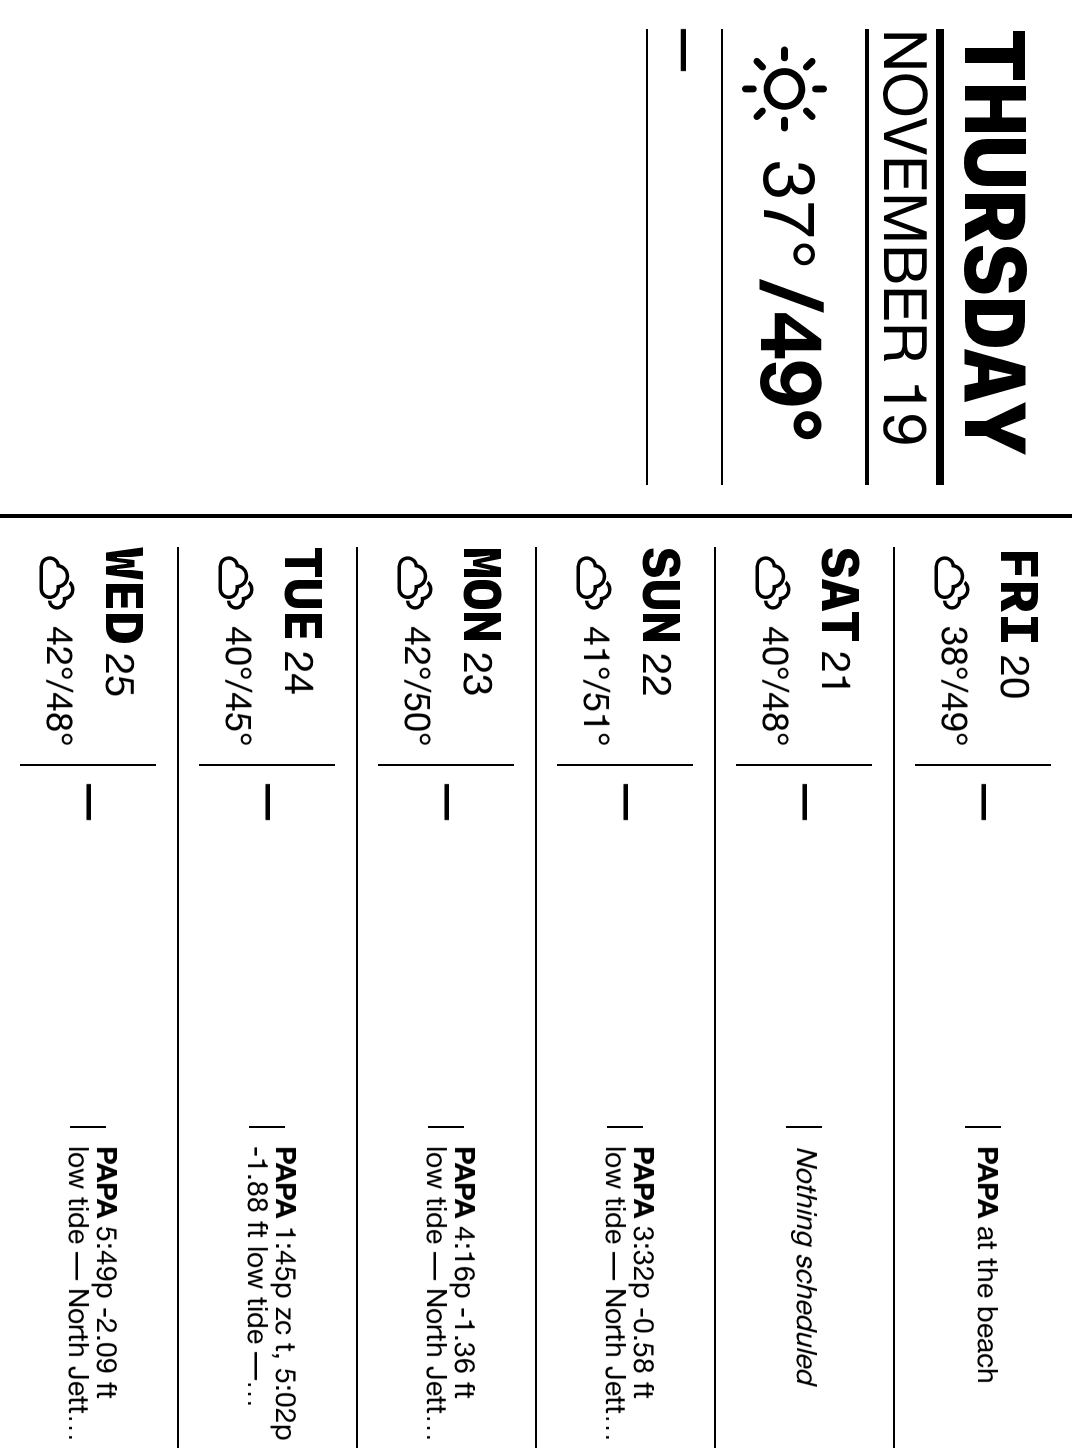 THURSDAY
NOVEMBER 19
37°/49°
—
FRI 20
38°/49°
—
PAPA at the beach
SAT 21
40°/48°
—
Nothing scheduled
SUN 22
41°/51°
—
PAPA 3:32p -0.58 ft
low tide — North Jett…
MON 23
42°/50°
—
PAPA 4:16p -1.36 ft
low tide — North Jett…
TUE 24
40°/45°
—
PAPA 1:45p zc t, 5:02p
-1.88 ft low tide —…
WED 25
42°/48°
—
PAPA 5:49p -2.09 ft
low tide — North Jett…